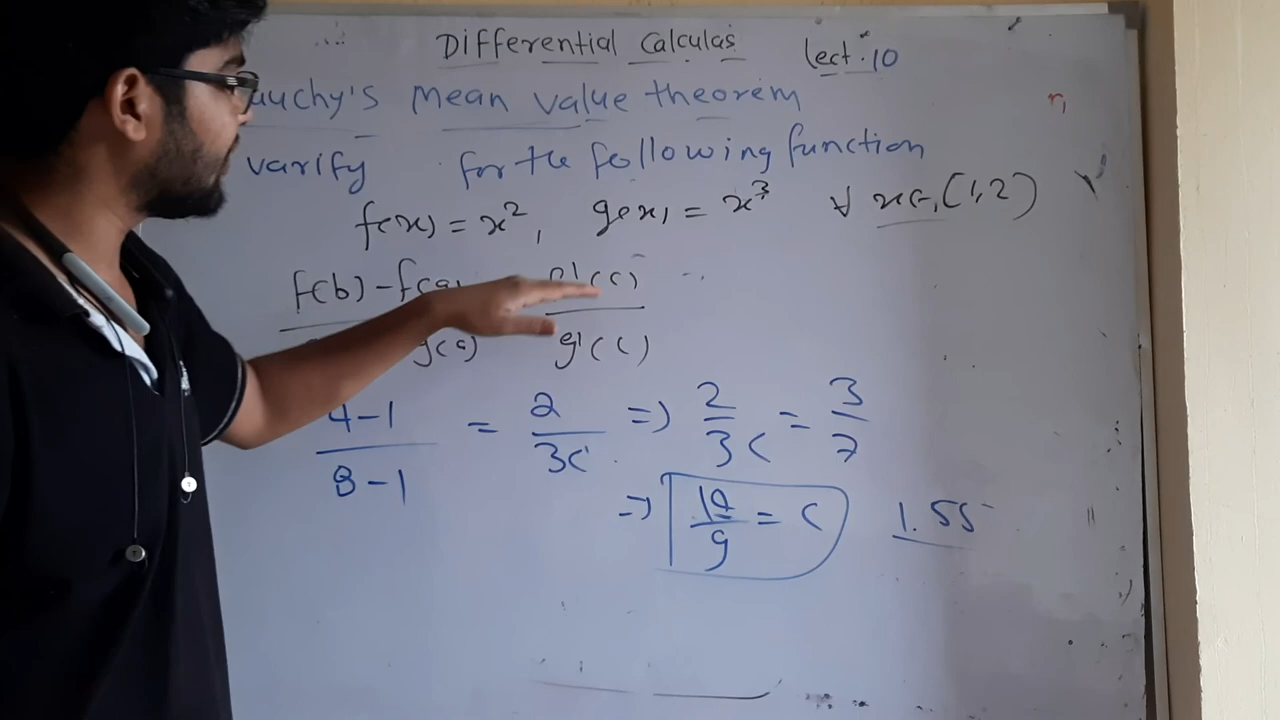 Differential Calculas Lect. 10
auchy's mean value theorem
varify for the following function
f(x) = x², g(x) = x³ ∀ x∈(1,2)
f(b) - f(a) '(c)
g(a) g'(c)
4-1 = 2 => 2 = 3
8-1 3c 3c 7
=> 14 = c 1.55
9